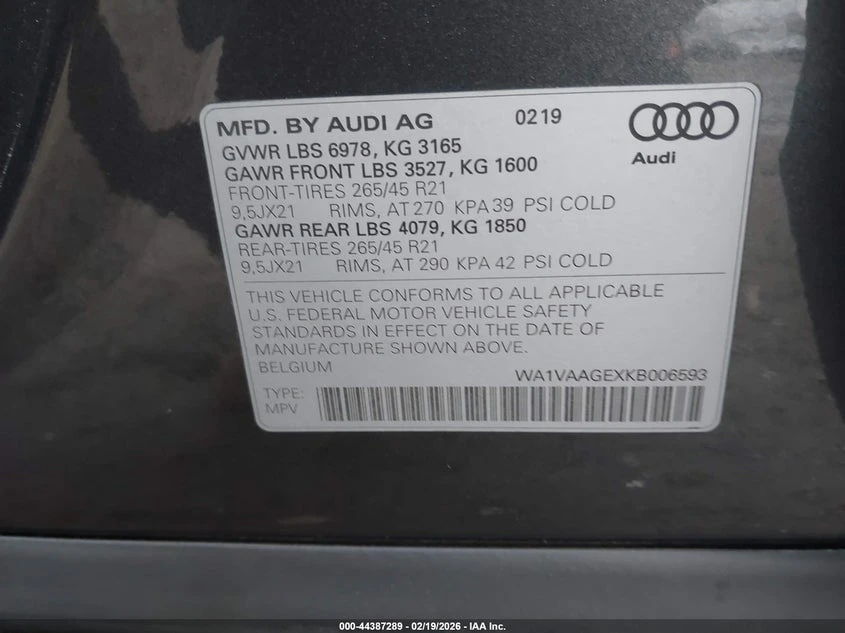 MFD. BY AUDI AG 0219
Audi
GVWR LBS 6978, KG 3165
GAWR FRONT LBS 3527, KG 1600
FRONT-TIRES 265/45 R21
9,5JX21 RIMS, AT 270 KPA 39 PSI COLD
GAWR REAR LBS 4079, KG 1850
REAR-TIRES 265/45 R21
9,5JX21 RIMS, AT 290 KPA 42 PSI COLD
THIS VEHICLE CONFORMS TO ALL APPLICABLE
U.S. FEDERAL MOTOR VEHICLE SAFETY
STANDARDS IN EFFECT ON THE DATE OF
MANUFACTURE SHOWN ABOVE.
BELGIUM WA1VAAGEXKB006593
TYPE:
MPV
000-44387289 - 02/19/2026 - IAA Inc.